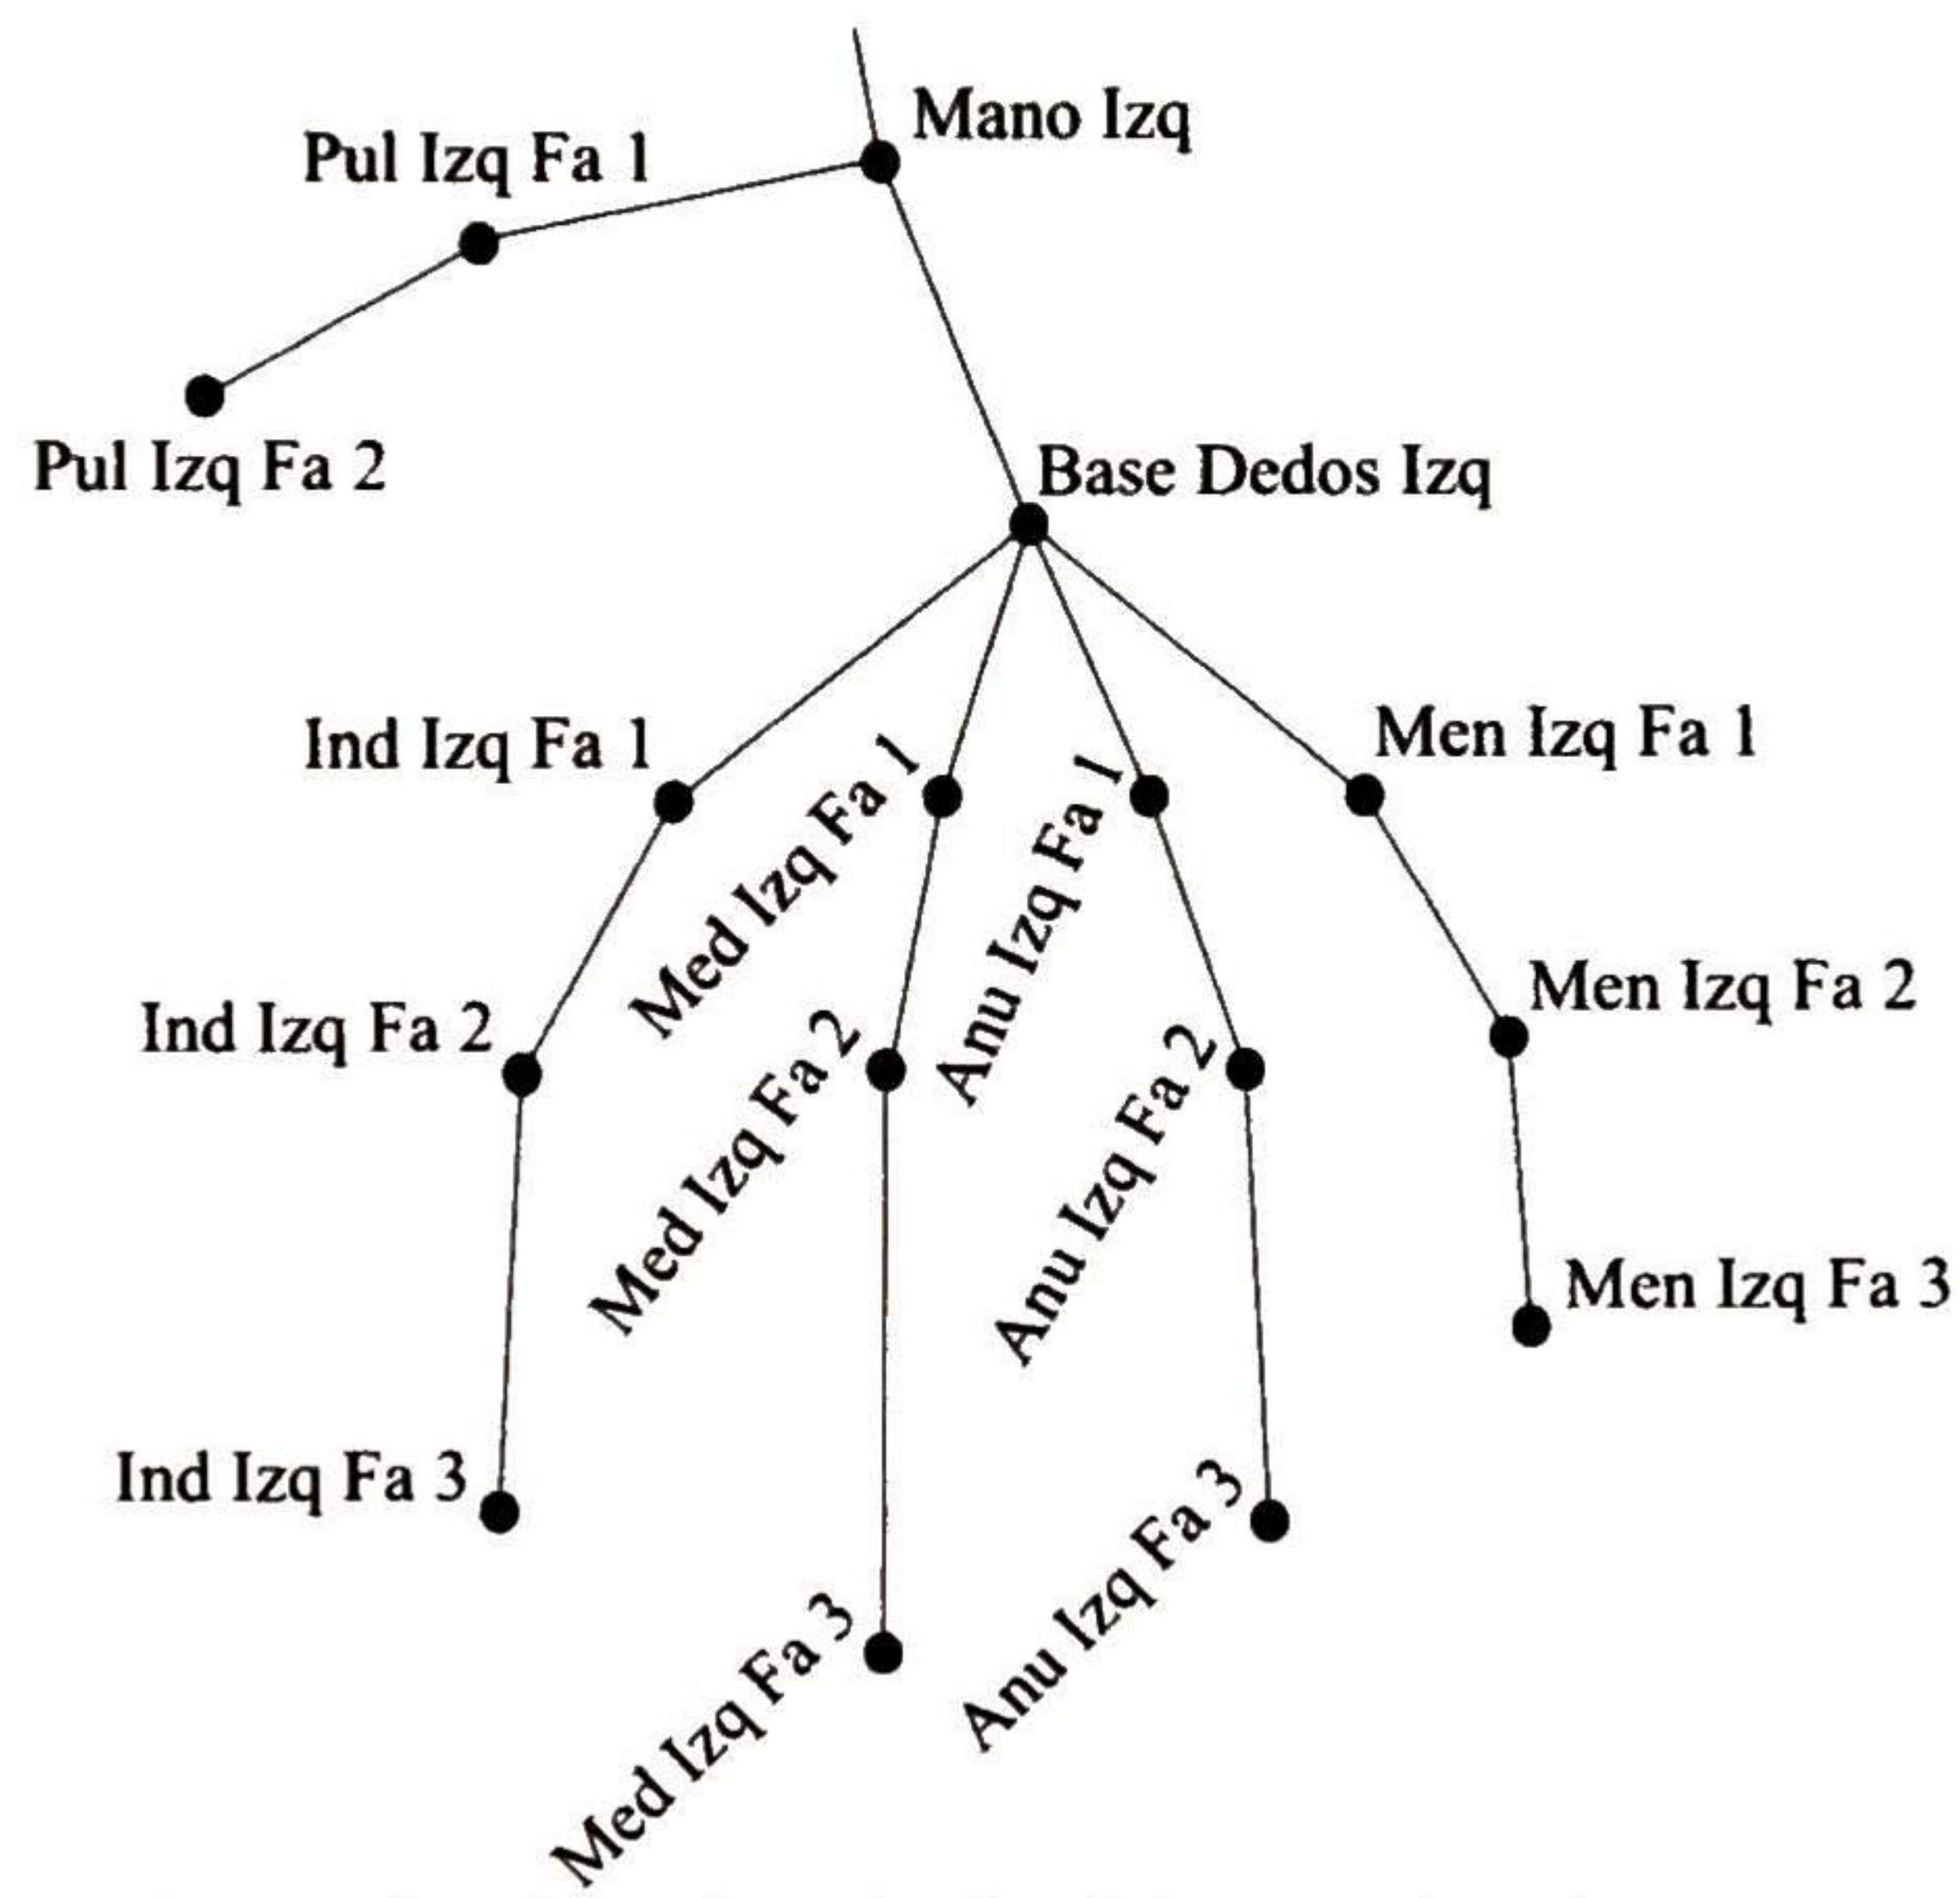 Mano Izq
Pul Izq Fa 1
Pul Izq Fa 2
Base Dedos Izq
Ind Izq Fa 1
Med Izq Fa 1
Anu Izq Fa 1
Men Izq Fa 1
Ind Izq Fa 2
Med Izq Fa 2
Anu Izq Fa 2
Men Izq Fa 2
Ind Izq Fa 3
Med Izq Fa 3
Anu Izq Fa 3
Men Izq Fa 3